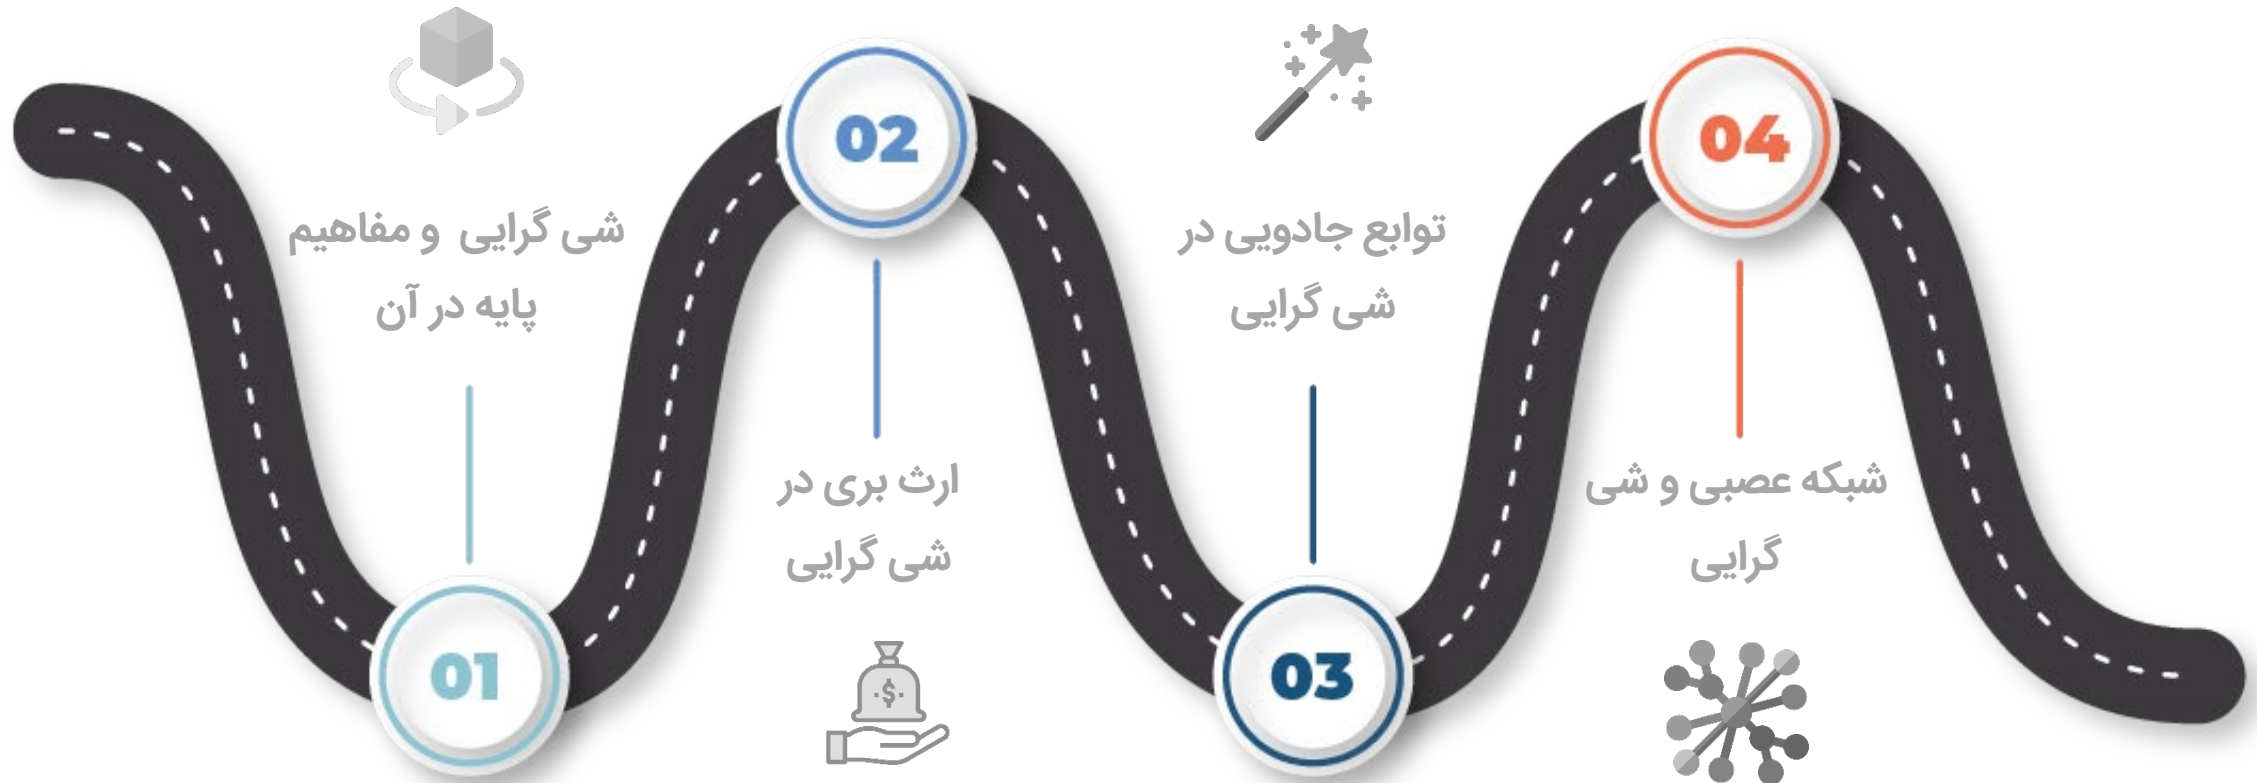 01
شی گرایی و مفاهیم
پایه در آن
02
ارث بری در
شی گرایی
$
03
توابع جادویی در
شی گرایی
04
شبکه عصبی و شی
گرایی